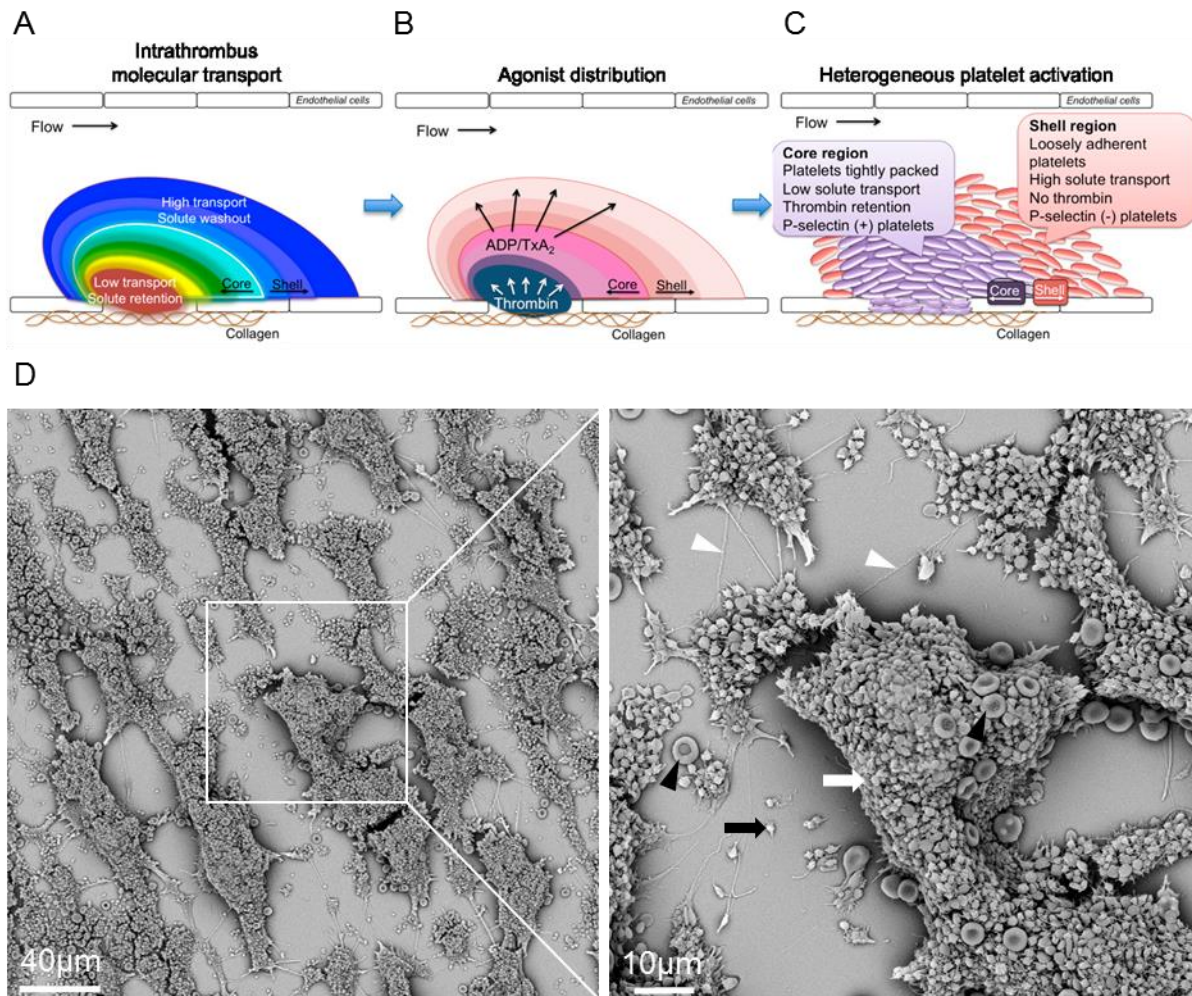 A
Intrathrombus
molecular transport
Endothelial cells
Flow
High transport
Solute washout
Low transport
Solute retention
Core
Shell
Collagen
B
Agonist distribution
Endothelial cells
Flow
ADP/TxA2
Thrombin
Core
Shell
Collagen
C
Heterogeneous platelet activation
Endothelial cells
Flow
Core region
Platelets tightly packed
Low solute transport
Thrombin retention
P-selectin (+) platelets
Shell region
Loosely adherent
platelets
High solute transport
No thrombin
P-selectin (-) platelets
Core
Shell
Collagen
D
40µm
10µm